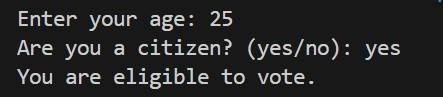 Enter your age: 25
Are you a citizen? (yes/no): yes
You are eligible to vote.